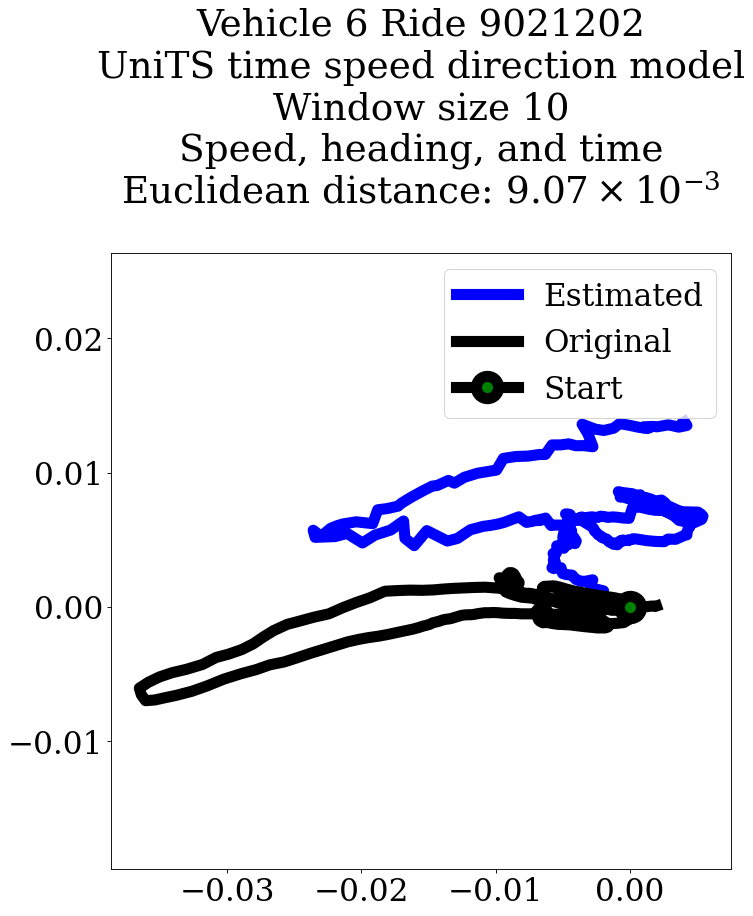 Vehicle 6 Ride 9021202
UniTS time speed direction model
Window size 10
Speed, heading, and time
Euclidean distance: 9.07 × 10⁻³
Estimated
Original
Start
0.02
0.01
0.00
−0.01
−0.03 −0.02 −0.01 0.00